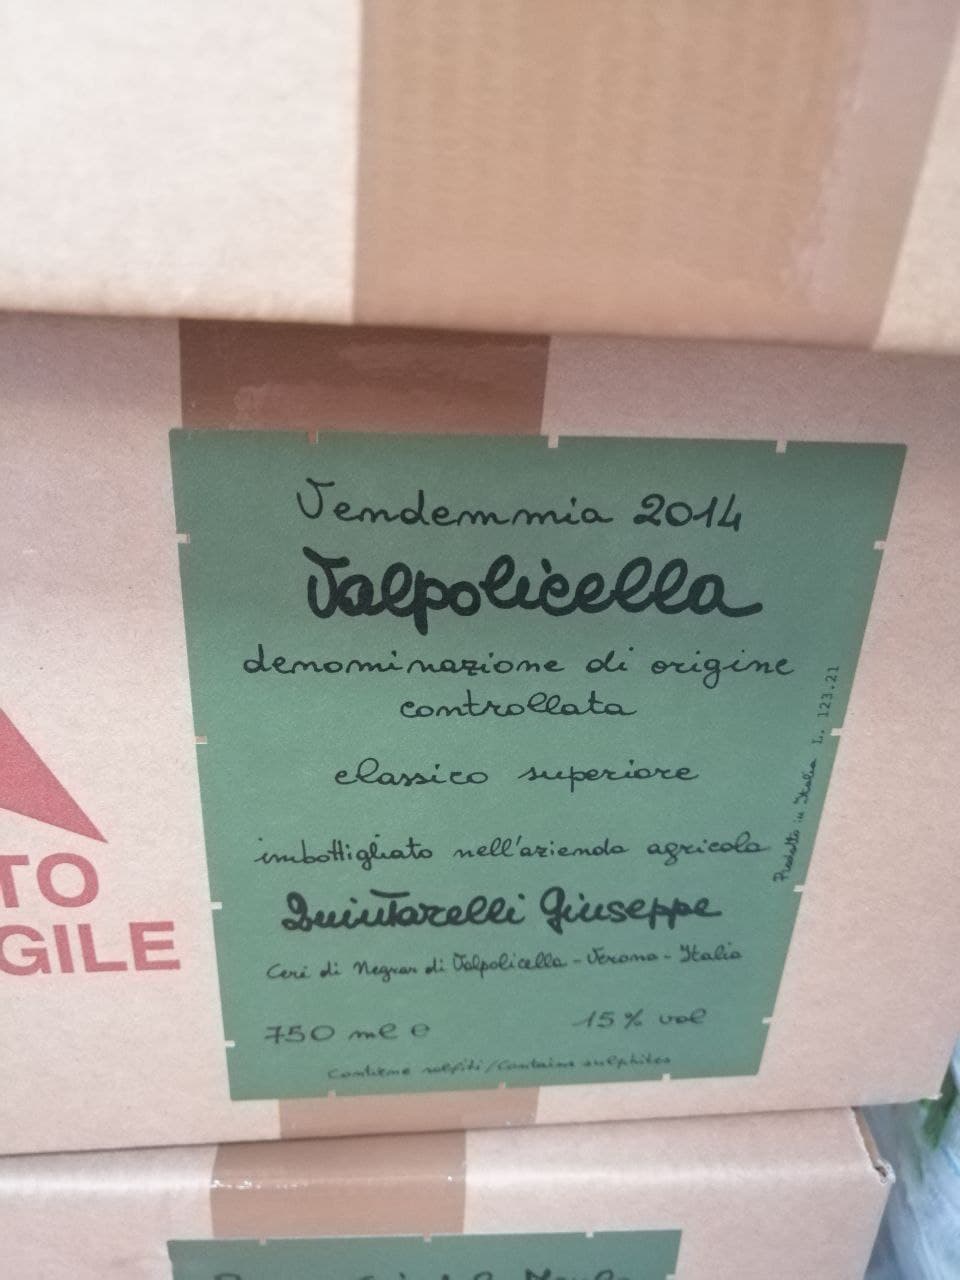 Vendemmia 2014
Valpolicella
denominazione di origine
controllata
classico superiore
imbottigliato nell'azienda agricola
Quintarelli Giuseppe
Cerè di Negrar di Valpolicella - Verona - Italia
750 ml e 15% vol
Contiene solfiti/Contains sulphites
Prodotto in Italia L. 123.21
TO
GILE